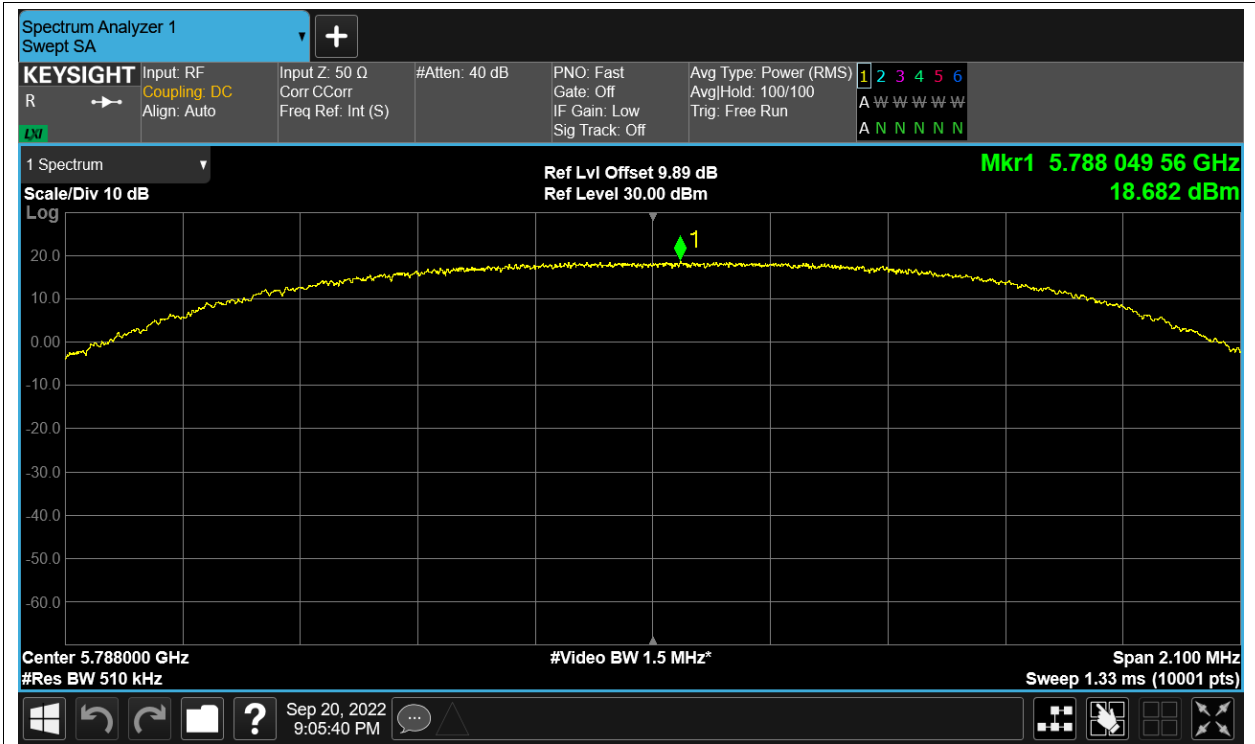 Spectrum Analyzer 1
Swept SA
+
KEYSIGHT
R
LXI
Input: RF
Coupling: DC
Align: Auto
Input Z: 50 Ω
Corr CCorr
Freq Ref: Int (S)
#Atten: 40 dB
PNO: Fast
Gate: Off
IF Gain: Low
Sig Track: Off
Avg Type: Power (RMS)
Avg|Hold: 100/100
Trig: Free Run
1 2 3 4 5 6
A W W W W W
A N N N N N
1 Spectrum
Scale/Div 10 dB
Log
Ref Lvl Offset 9.89 dB
Ref Level 30.00 dBm
Mkr1 5.788 049 56 GHz
18.682 dBm
1
20.0
10.0
0.00
-10.0
-20.0
-30.0
-40.0
-50.0
-60.0
Center 5.788000 GHz
#Res BW 510 kHz
#Video BW 1.5 MHz*
Span 2.100 MHz
Sweep 1.33 ms (10001 pts)
?
Sep 20, 2022
9:05:40 PM